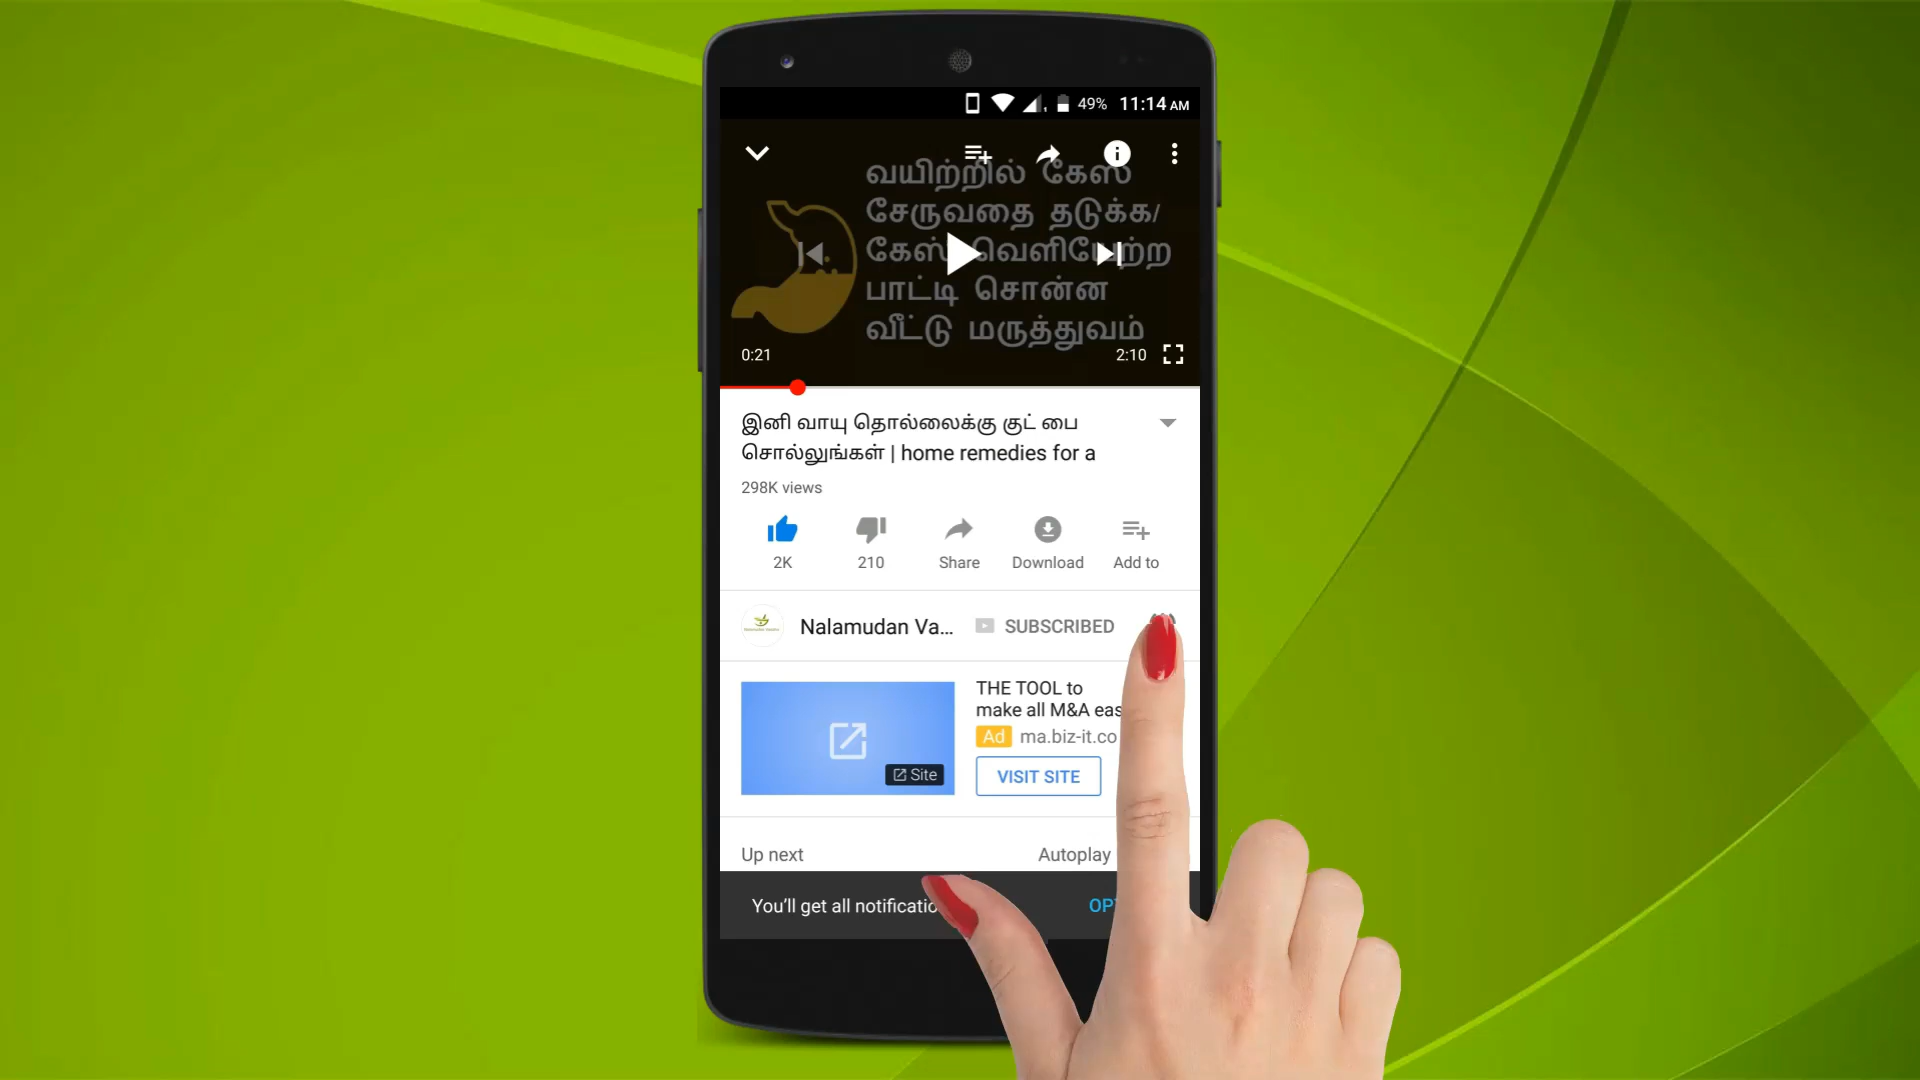 49% 11:14 AM
வயிற்றில் கேஸ்
சேருவதை தடுக்க/
கேஸ் வெளியேற்ற
பாட்டி சொன்ன
வீட்டு மருத்துவம்
0:21 2:10
இனி வாயு தொல்லைக்கு குட் பை
சொல்லுங்கள் | home remedies for a
298K views
2K 210 Share Download Add to
Nalamudan Va... SUBSCRIBED
THE TOOL to
make all M&A eas
Ad ma.biz-it.co
Site
VISIT SITE
Up next Autoplay
You'll get all notificatio OPT